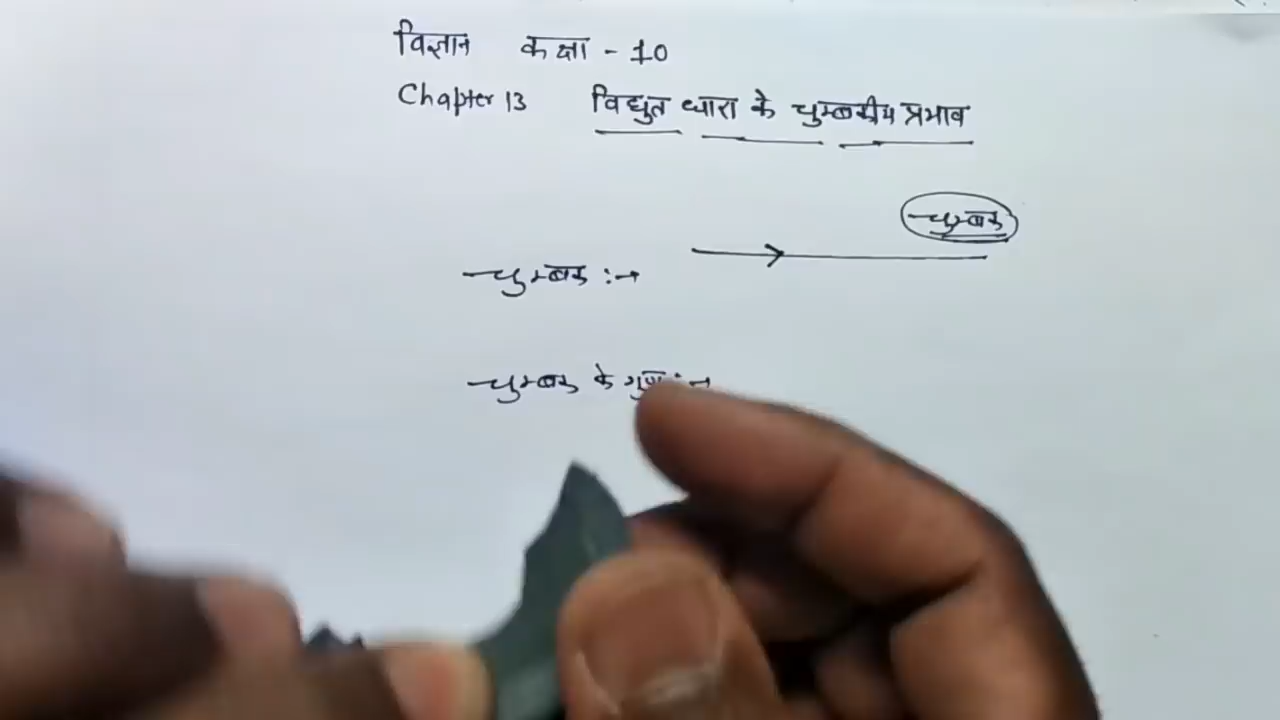 विज्ञान कक्षा - 10
Chapter 13 विद्युत धारा के चुम्बकीय प्रभाव
चुम्बक
चुम्बक :→
चुम्बक के गुण :→